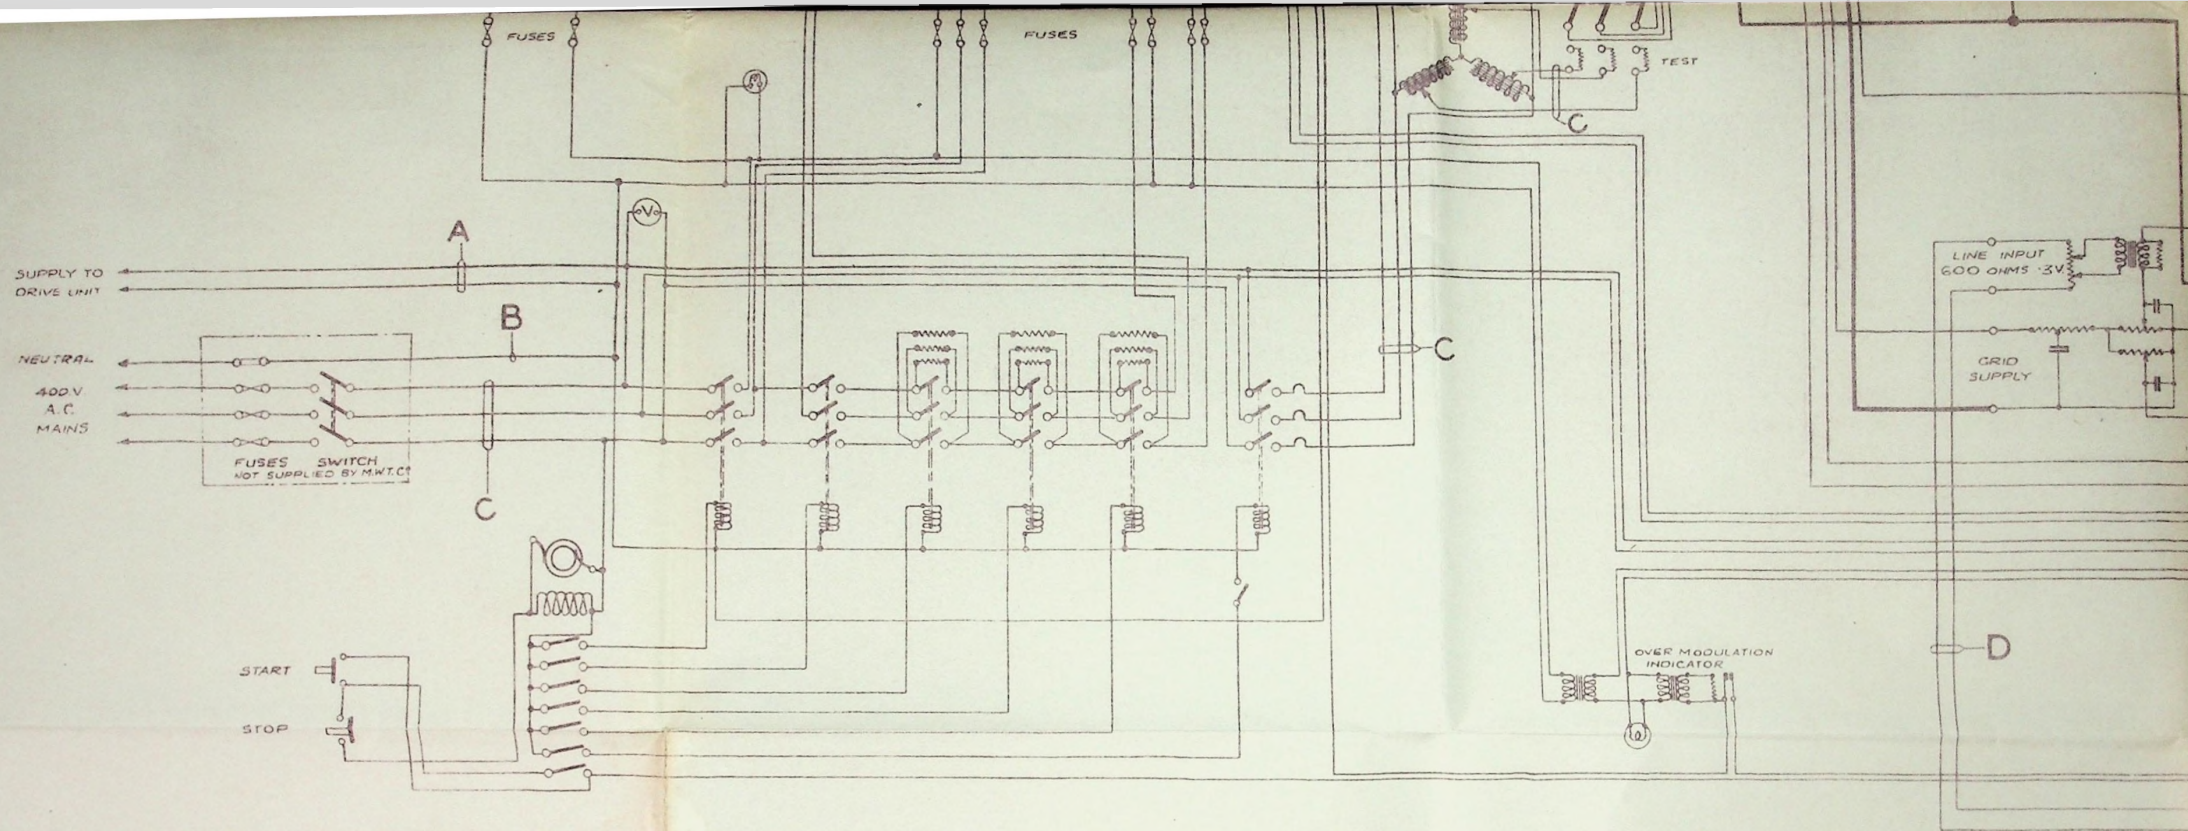 FUSES
FUSES
TEST
C
V
A
SUPPLY TO
DRIVE UNIT
LINE INPUT
600 OHMS .3V.
B
NEUTRAL
400 V.
A.C.
MAINS
C
GRID
SUPPLY
FUSES SWITCH
NOT SUPPLIED BY M.W.T. Co
C
START
STOP
OVER MODULATION
INDICATOR
D